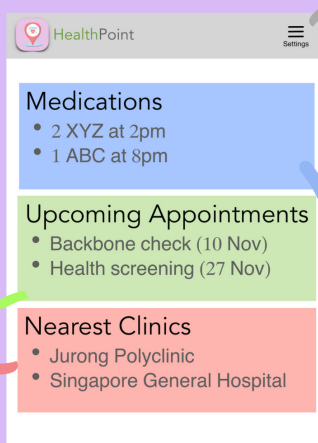 HealthPoint
Settings
Medications
• 2 XYZ at 2pm
• 1 ABC at 8pm
Upcoming Appointments
• Backbone check (10 Nov)
• Health screening (27 Nov)
Nearest Clinics
• Jurong Polyclinic
• Singapore General Hospital